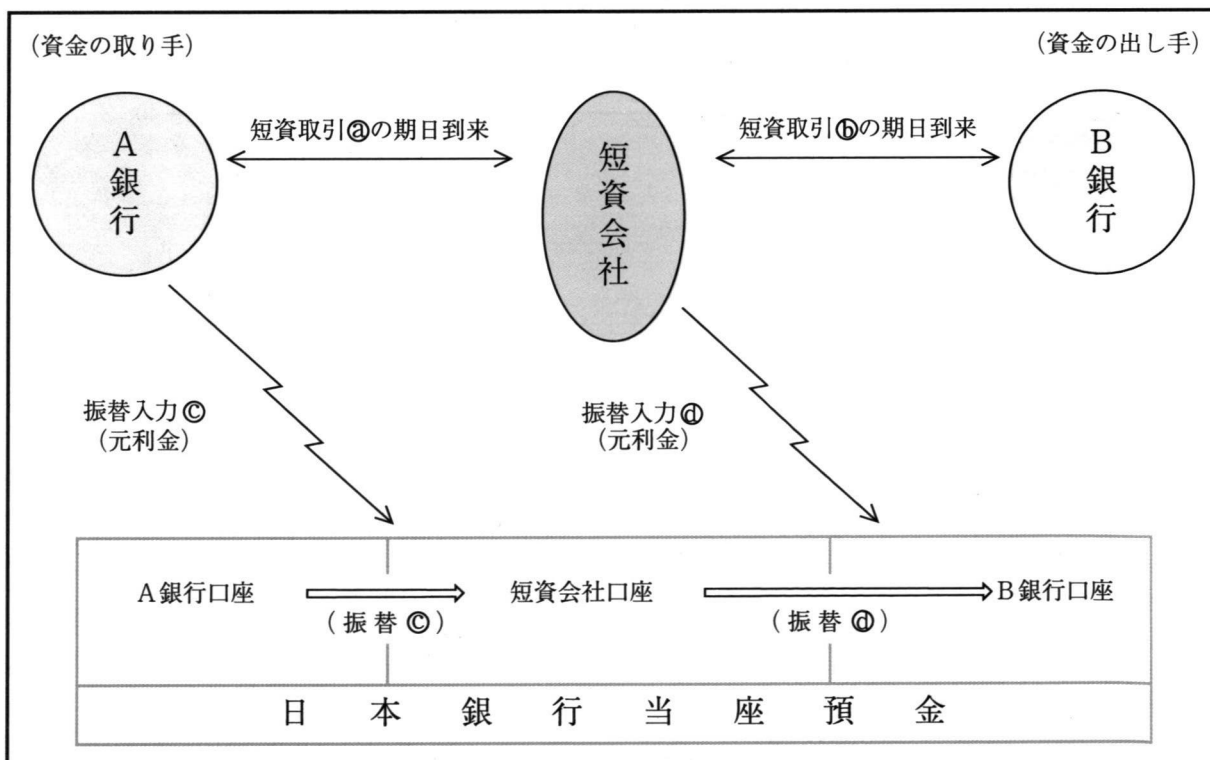 (資金の取り手)
(資金の出し手)
A銀行
短資取引ⓐの期日到来
短資会社
短資取引ⓑの期日到来
B銀行
振替入力ⓒ
(元利金)
振替入力ⓓ
(元利金)
A銀行口座
(振替ⓒ)
短資会社口座
(振替ⓓ)
B銀行口座
日本銀行当座預金